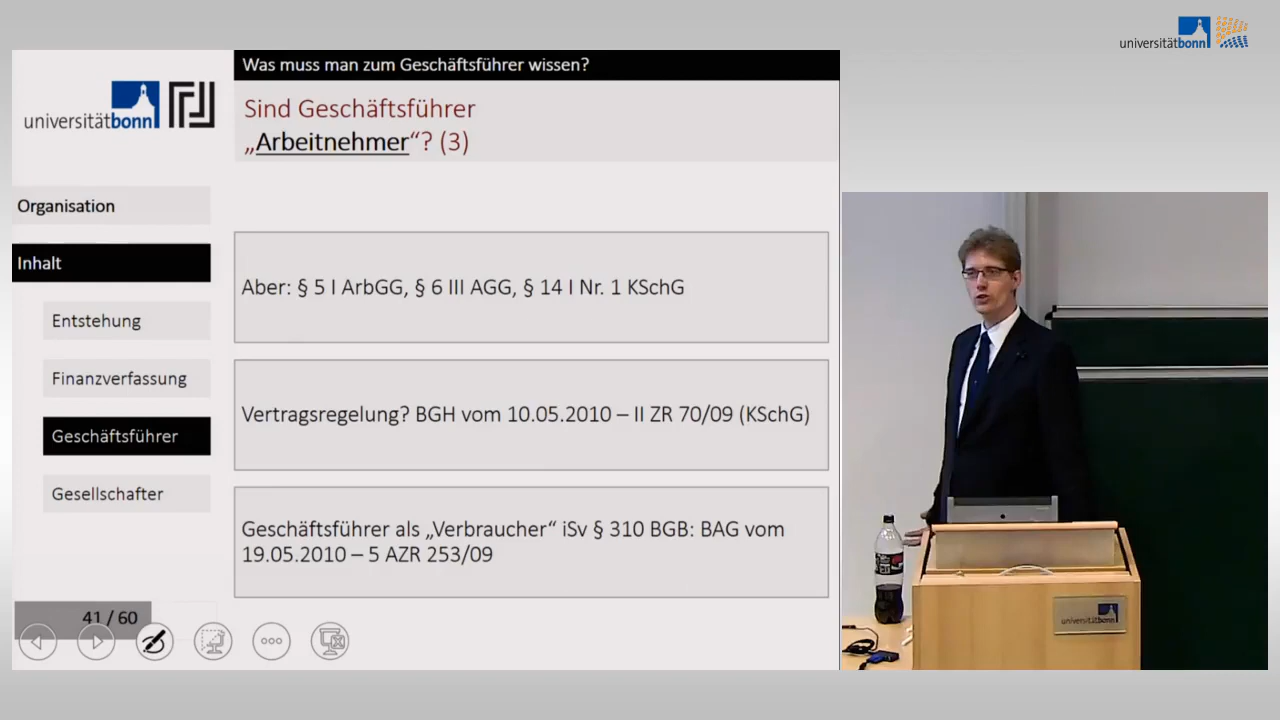 universitätbonn
Was muss man zum Geschäftsführer wissen?
universitätbonn
Sind Geschäftsführer
„Arbeitnehmer“? (3)
Organisation
Inhalt
Entstehung
Finanzverfassung
Geschäftsführer
Gesellschafter
Aber: § 5 I ArbGG, § 6 III AGG, § 14 I Nr. 1 KSchG
Vertragsregelung? BGH vom 10.05.2010 – II ZR 70/09 (KSchG)
Geschäftsführer als „Verbraucher“ iSv § 310 BGB: BAG vom
19.05.2010 – 5 AZR 253/09
41 / 60
universitätbonn